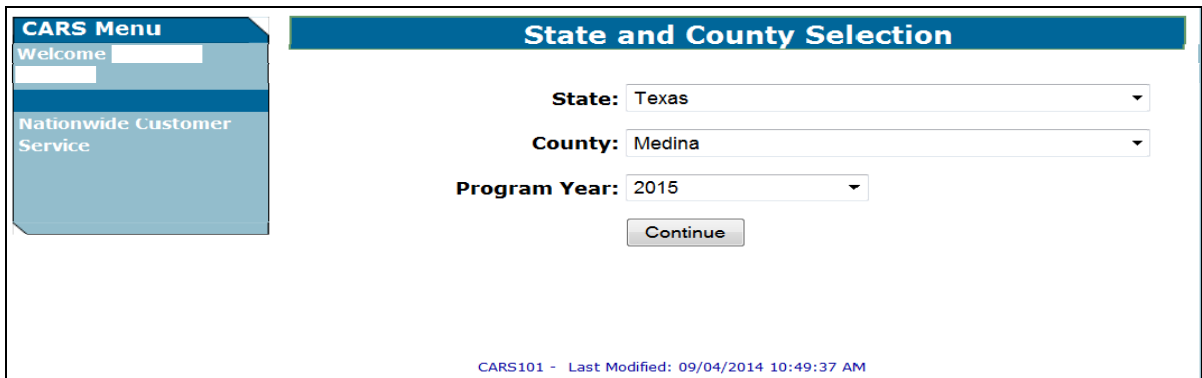 CARS Menu
Welcome
Nationwide Customer
Service
State and County Selection
State: Texas
County: Medina
Program Year: 2015
Continue
CARS101 - Last Modified: 09/04/2014 10:49:37 AM